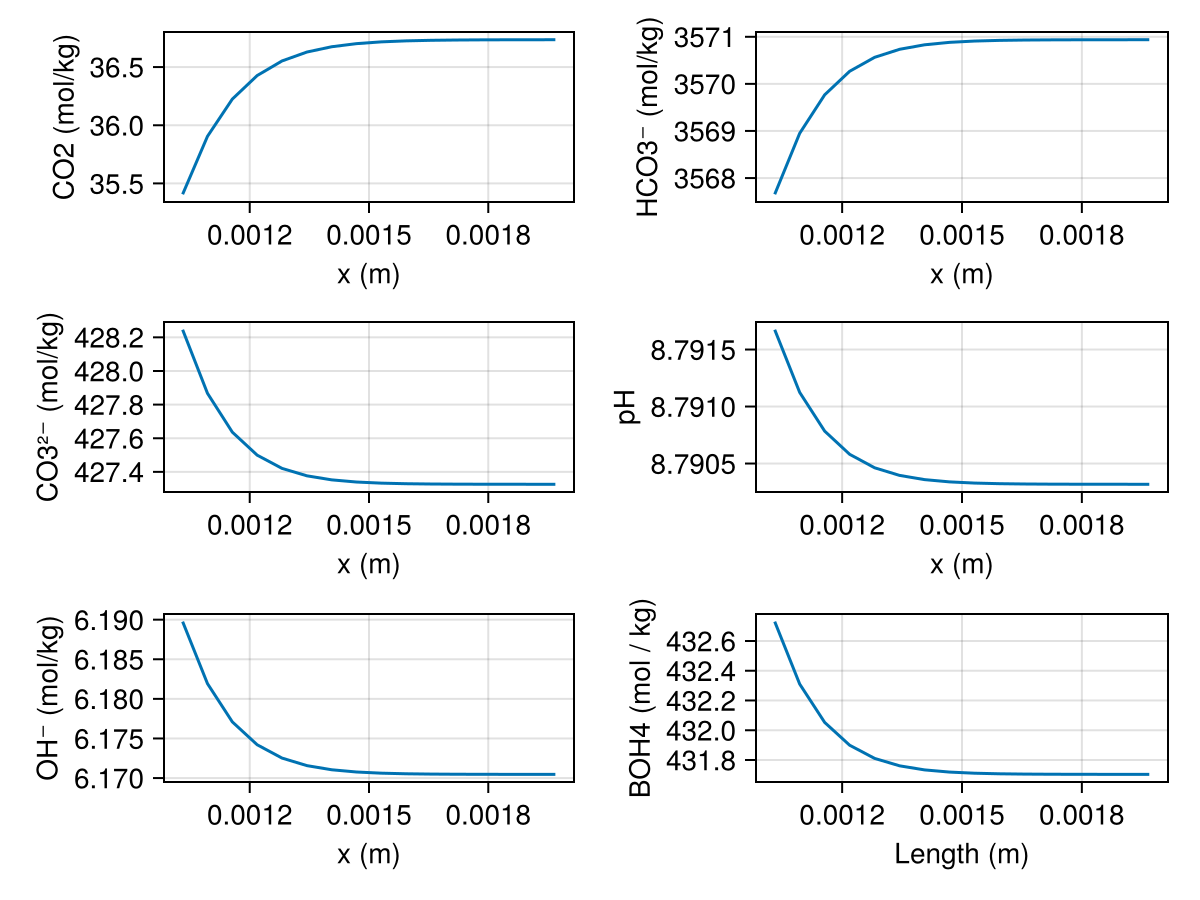 CO2 (mol/kg)
36.5
36.0
35.5
0.0012 0.0015 0.0018
x (m)
HCO3⁻ (mol/kg)
3571
3570
3569
3568
0.0012 0.0015 0.0018
x (m)
CO3²⁻ (mol/kg)
428.2
428.0
427.8
427.6
427.4
0.0012 0.0015 0.0018
x (m)
pH
8.7915
8.7910
8.7905
0.0012 0.0015 0.0018
x (m)
OH⁻ (mol/kg)
6.190
6.185
6.180
6.175
6.170
0.0012 0.0015 0.0018
x (m)
BOH4 (mol / kg)
432.6
432.4
432.2
432.0
431.8
0.0012 0.0015 0.0018
Length (m)